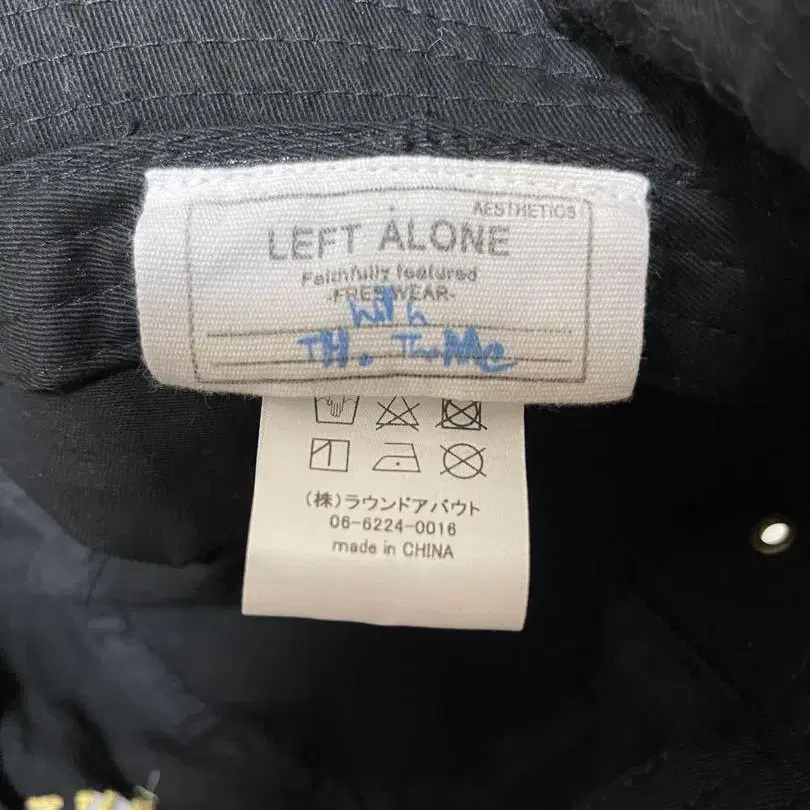 AESTHETICS
LEFT ALONE
Faithfully featured
-FREE WEAR-
with
TH. ThoMe
(株)ラウンドアバウト
06-6224-0016
made in CHINA